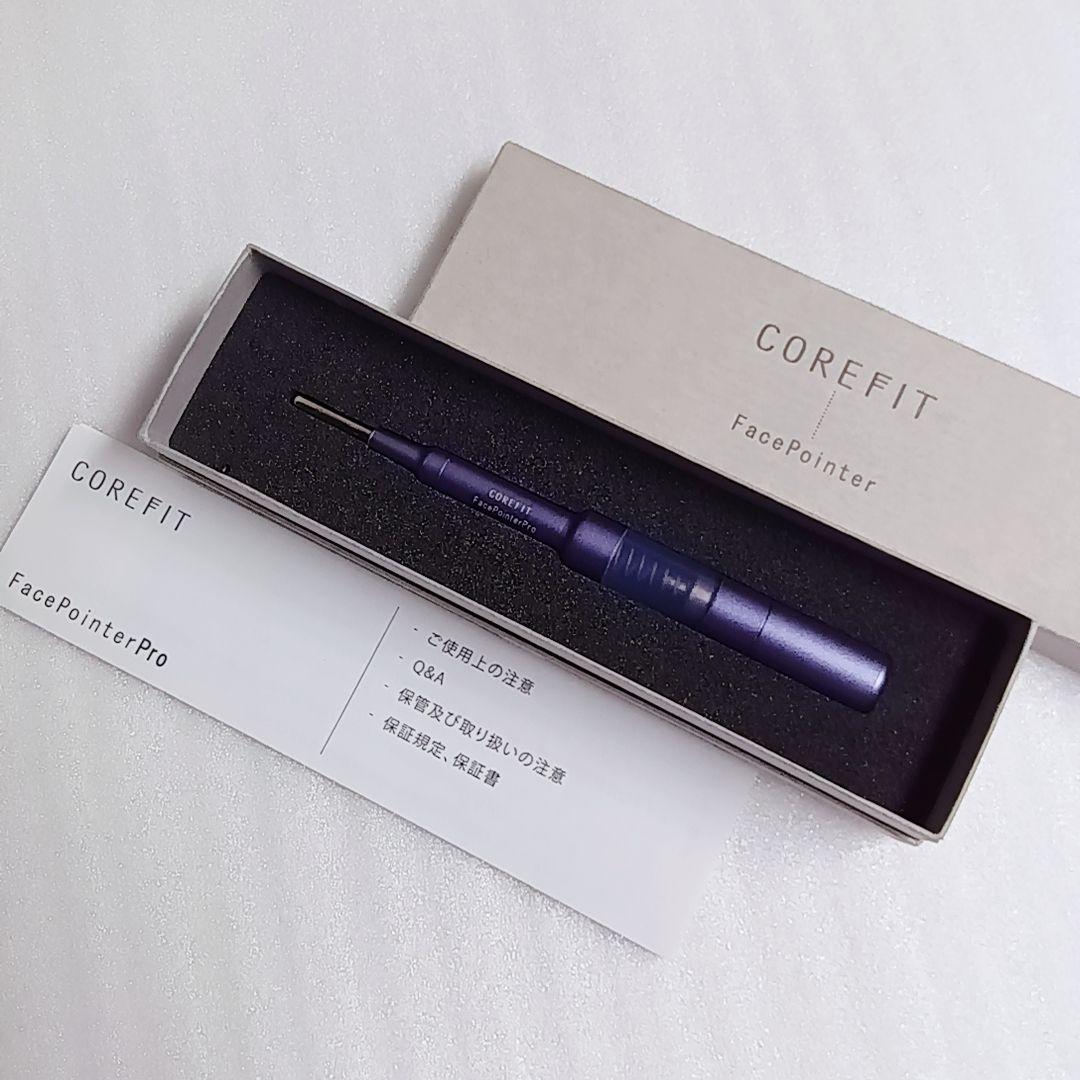 COREFIT
FacePointer
COREFIT
FacePointerPro
COREFIT
FacePointerPro
- ご使用上の注意
- Q&A
- 保管及び取り扱いの注意
- 保証規定、保証書